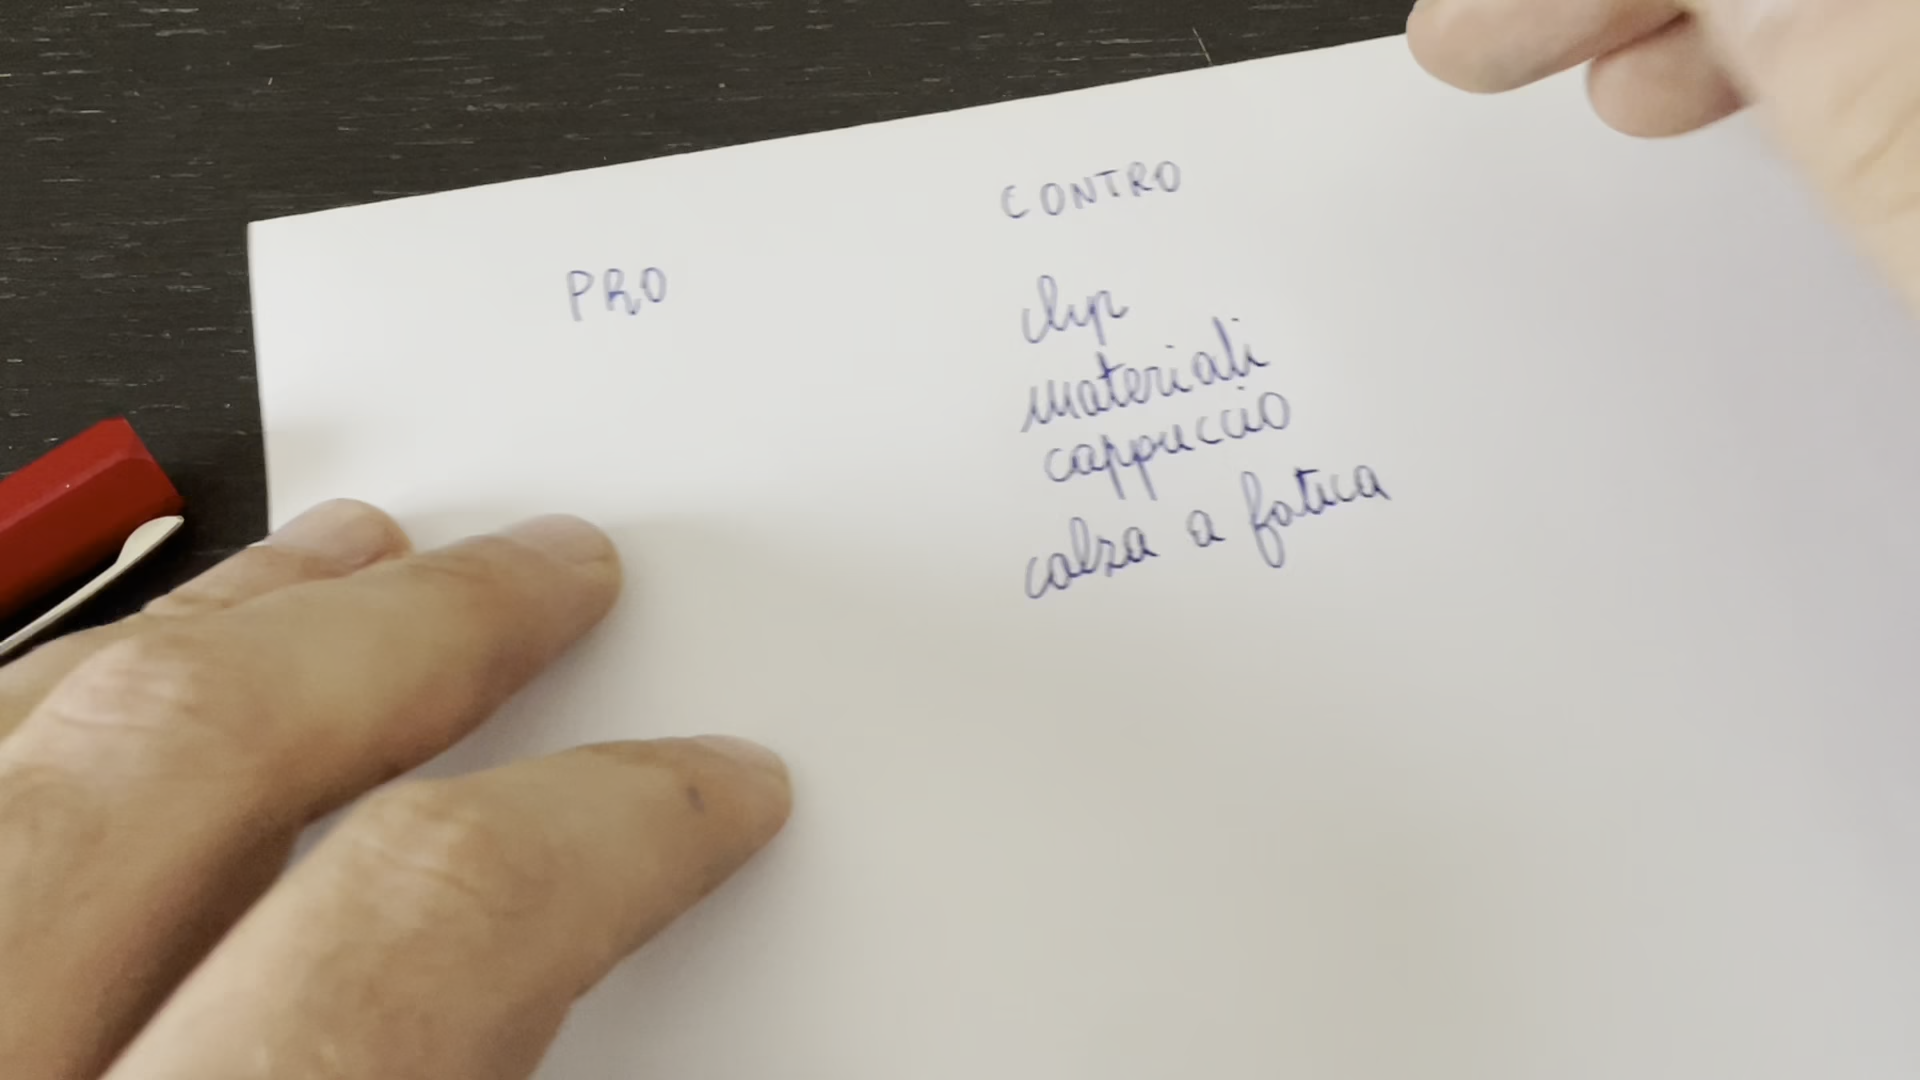 PRO
CONTRO
clip
materiali
cappuccio
calza a fatica